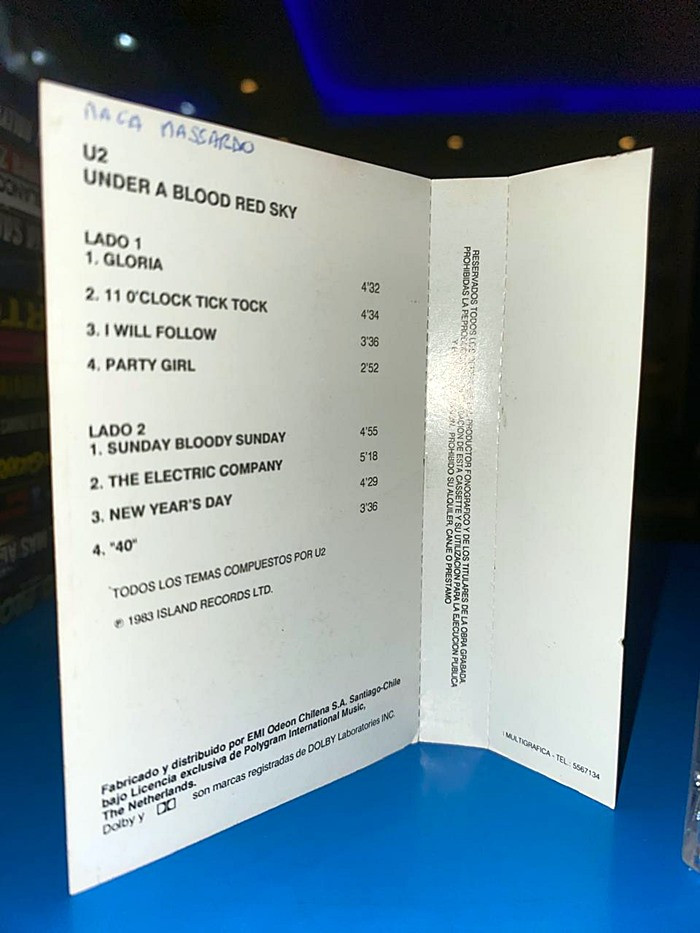 MACA MASSARDO
U2
UNDER A BLOOD RED SKY
LADO 1
1. GLORIA 4'32
2. 11 O'CLOCK TICK TOCK 4'34
3. I WILL FOLLOW 3'36
4. PARTY GIRL 2'52
LADO 2
1. SUNDAY BLOODY SUNDAY 4'55
2. THE ELECTRIC COMPANY 5'18
3. NEW YEAR'S DAY 4'29
4. "40" 3'36
TODOS LOS TEMAS COMPUESTOS POR U2
℗ 1983 ISLAND RECORDS LTD.
Fabricado y distribuido por EMI Odeon Chilena S.A. Santiago-Chile
bajo Licencia exclusiva de Polygram International Music,
The Netherlands.
Dolby y son marcas registradas de DOLBY Laboratories INC.
RESERVADOS TODOS LOS PRODUCTOR FONOGRAFICO Y DE LOS TITULARES DE LA OBRA GRABADA,
PROHIBIDAS LA DE ESTA CASSETTE Y SU UTILIZACION PARA LA EJECUCION PUBLICA
PROHIBIDO SU ALQUILER, CANJE O PRESTAMO
MULTIGRAFICA - TEL.: 5567134